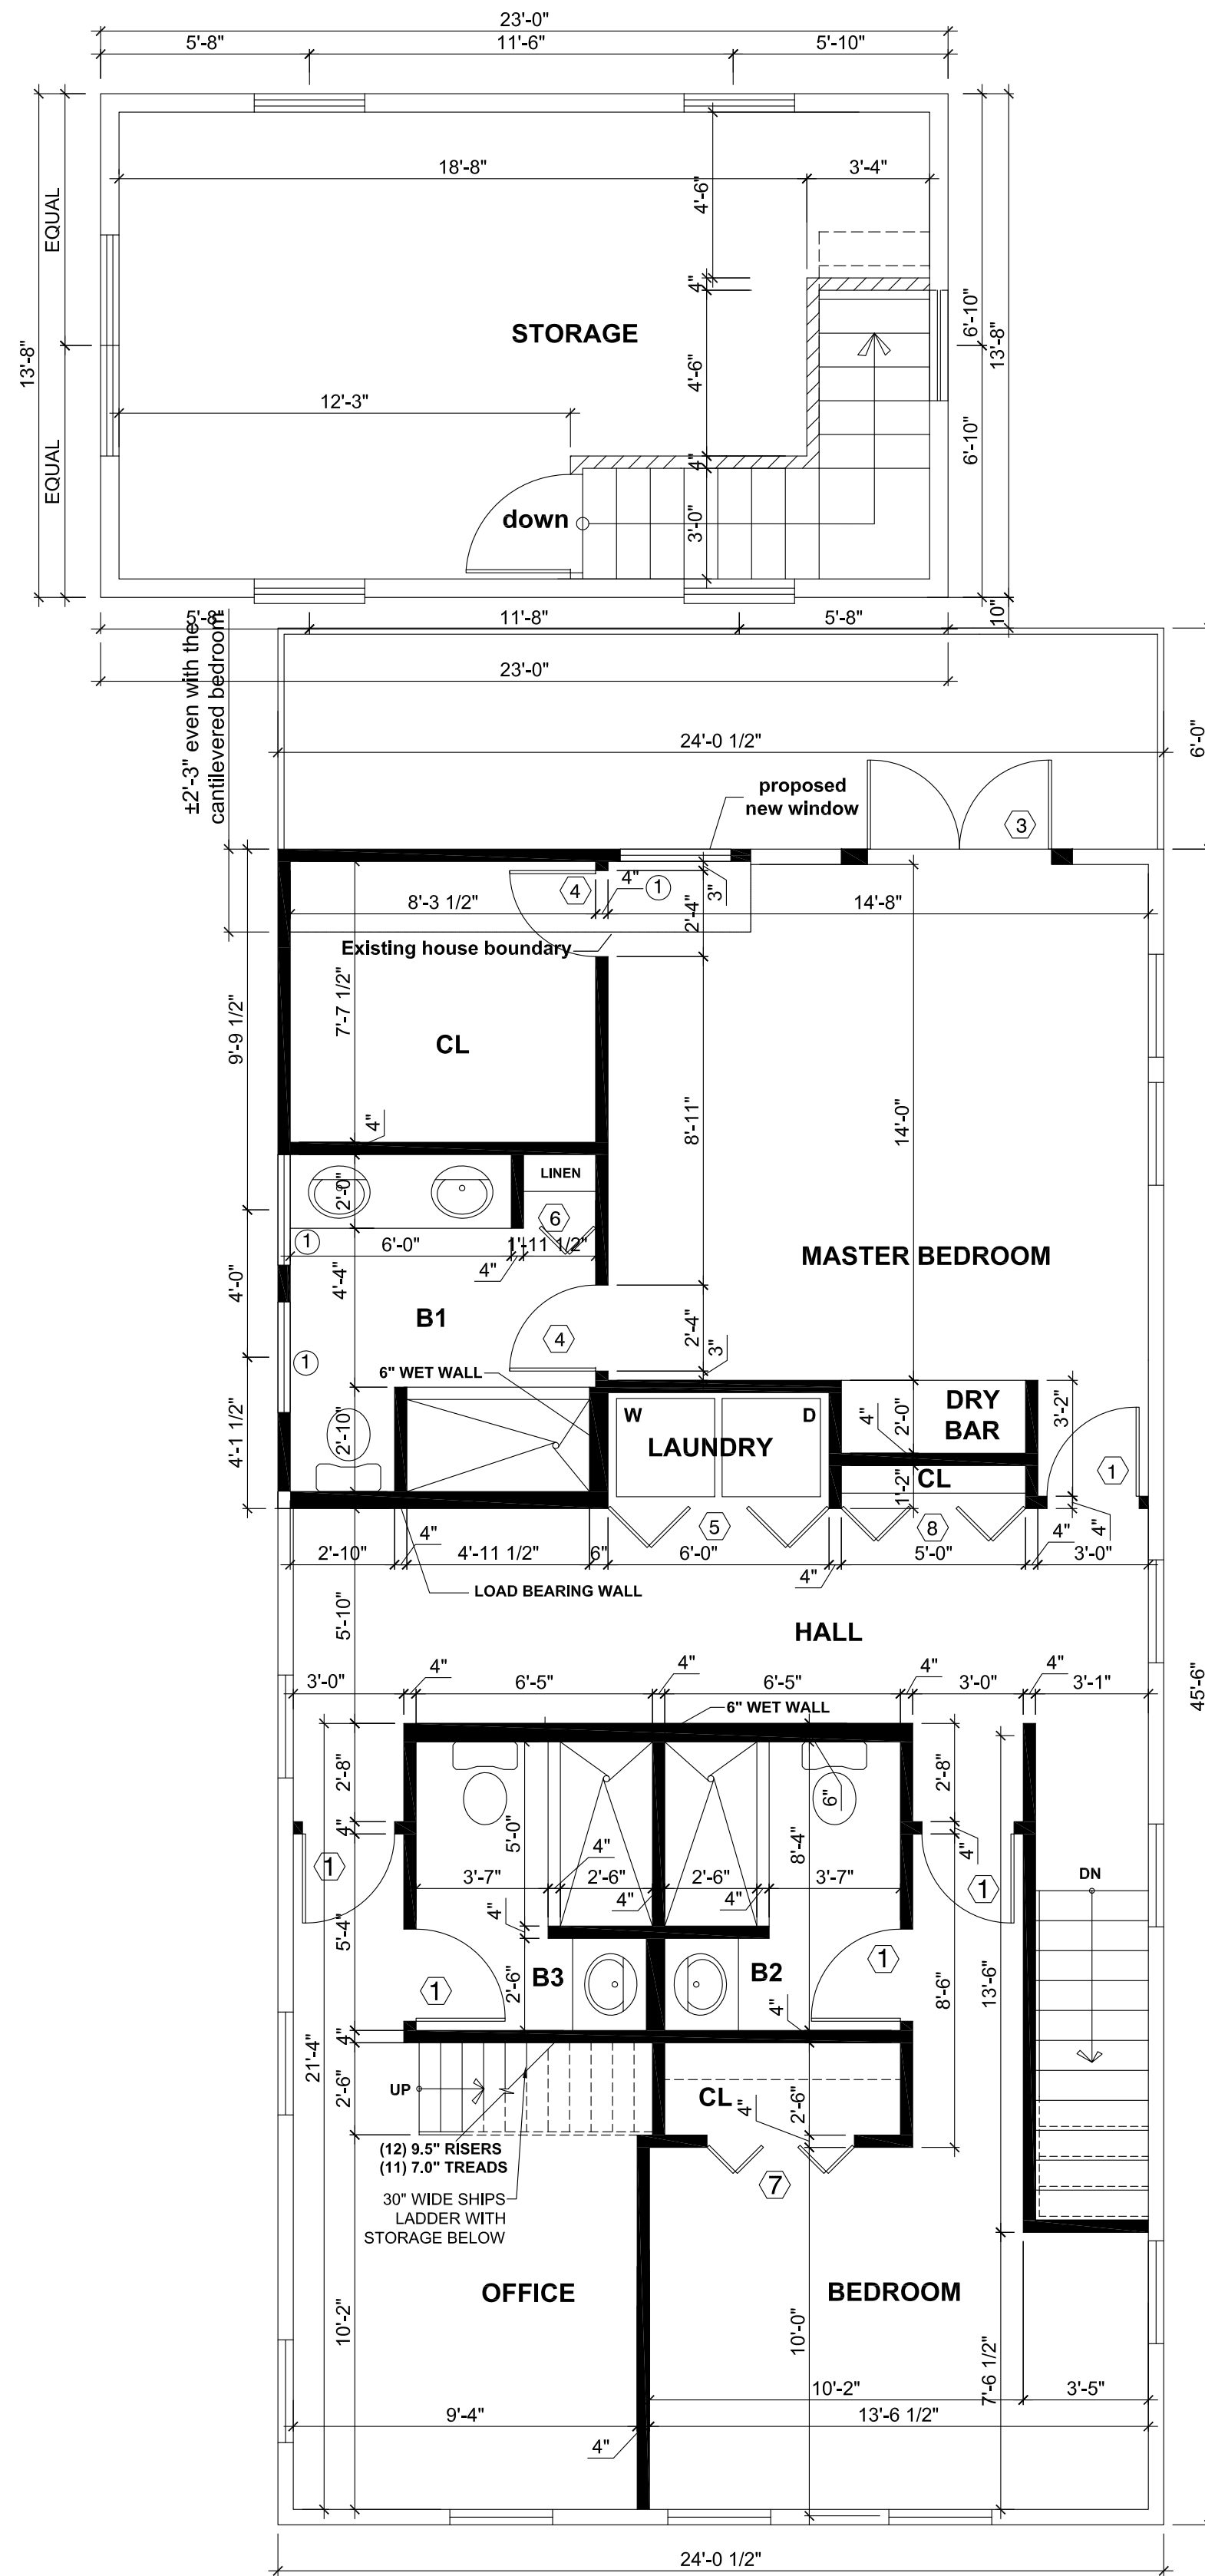 23'-0"
5'-8" 11'-6" 5'-10"
18'-8" 3'-4"
4'-6"
EQUAL
4"
6'-10"
13'-8"
STORAGE
13'-8"
4'-6"
12'-3"
EQUAL
6'-10"
4"
down
3'-0"
10"
5'-8" 11'-8" 5'-8"
±2'-3" even with the
cantilevered bedroom
23'-0"
24'-0 1/2"
6'-0"
proposed
new window
3
4
4"
1
3"
8'-3 1/2"
14'-8"
2'-4"
Existing house boundary
7'-7 1/2"
9'-9 1/2"
CL
8'-11"
14'-0"
4"
LINEN
2'-0"
6
1
6'-0"
1'-11 1/2"
4"
MASTER BEDROOM
4'-0"
4'-4"
B1
4
2'-4"
3"
1
6" WET WALL
4'-1 1/2"
2'-10"
W D
LAUNDRY
DRY
BAR
4"
2'-0"
3'-2"
1
CL
1'-2"
5
8
4"
4"
4"
2'-10" 4'-11 1/2" 6" 6'-0" 5'-0" 3'-0"
4"
LOAD BEARING WALL
5'-10"
HALL
45'-6"
4" 4" 4" 4"
3'-0" 6'-5" 6'-5" 3'-0" 3'-1"
6" WET WALL
2'-8"
2'-8"
6"
5'-0"
8'-4"
4"
4"
1
4"
3'-7" 2'-6" 2'-6" 3'-7"
4" 4"
1
DN
5'-4"
4"
1
B3
2'-6"
B2
1
8'-6"
13'-6"
4"
4"
21'-4"
2'-6"
UP
CL
4"
2'-6"
(12) 9.5" RISERS
(11) 7.0" TREADS
7
30" WIDE SHIPS
LADDER WITH
STORAGE BELOW
OFFICE
BEDROOM
10'-2"
10'-0"
7'-6 1/2"
10'-2" 3'-5"
9'-4" 13'-6 1/2"
4"
24'-0 1/2"